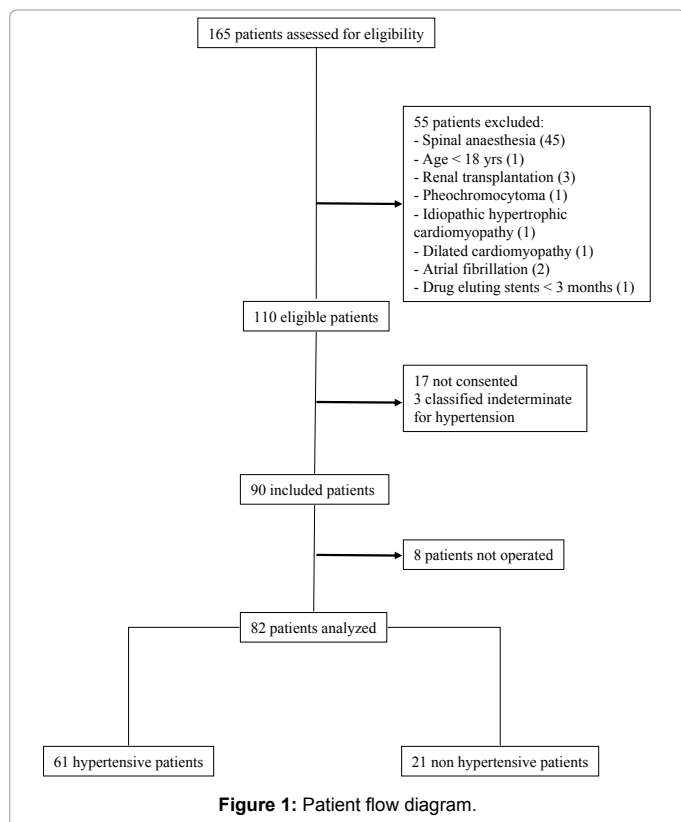 165 patients assessed for eligibility
55 patients excluded:
- Spinal anaesthesia (45)
- Age < 18 yrs (1)
- Renal transplantation (3)
- Pheochromocytoma (1)
- Idiopathic hypertrophic
cardiomyopathy (1)
- Dilated cardiomyopathy (1)
- Atrial fibrillation (2)
- Drug eluting stents < 3 months (1)
110 eligible patients
17 not consented
3 classified indeterminate
for hypertension
90 included patients
8 patients not operated
82 patients analyzed
61 hypertensive patients
21 non hypertensive patients
Figure 1: Patient flow diagram.